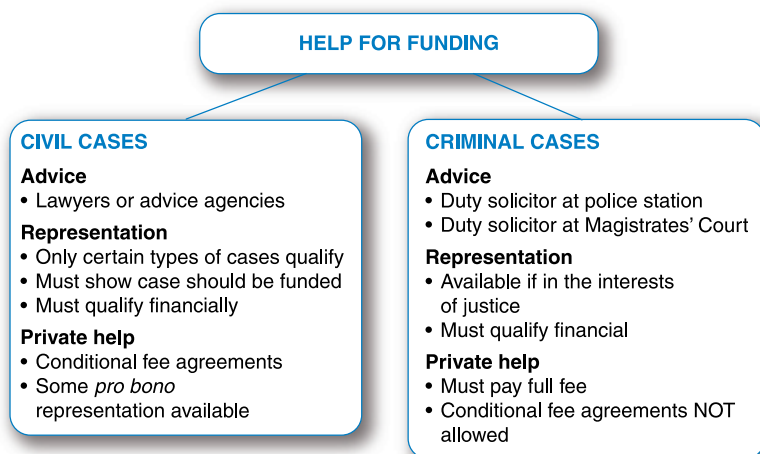 HELP FOR FUNDING
CIVIL CASES
Advice
• Lawyers or advice agencies
Representation
• Only certain types of cases qualify
• Must show case should be funded
• Must qualify financially
Private help
• Conditional fee agreements
• Some pro bono
representation available
CRIMINAL CASES
Advice
• Duty solicitor at police station
• Duty solicitor at Magistrates' Court
Representation
• Available if in the interests
of justice
• Must qualify financial
Private help
• Must pay full fee
• Conditional fee agreements NOT
allowed